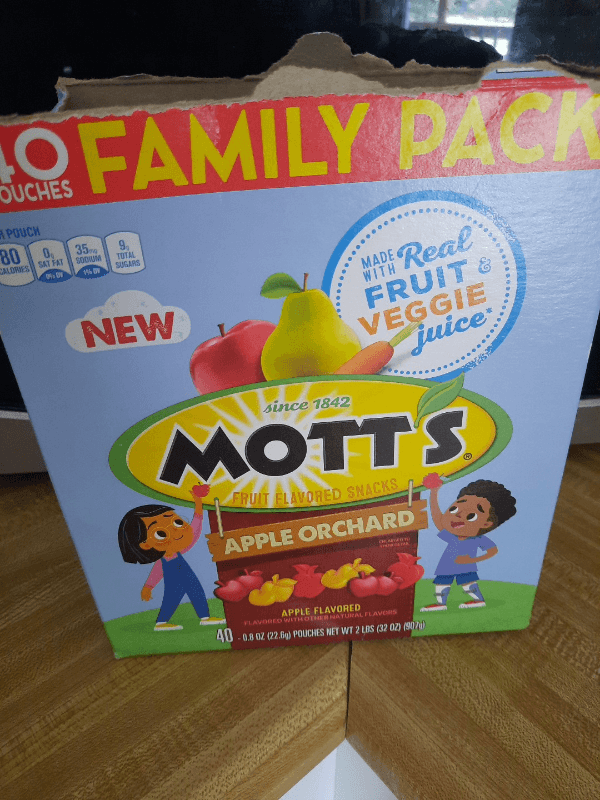 40 FAMILY PACK
POUCHES
R POUCH
80 CALORIES
0g SAT FAT 0% DV
35mg SODIUM 1% DV
9g TOTAL SUGARS
MADE WITH Real
FRUIT &
VEGGIE
juice*
NEW
since 1842
MOTT'S®
FRUIT FLAVORED SNACKS
APPLE ORCHARD
APPLE FLAVORED
FLAVORED WITH OTHER NATURAL FLAVORS
40 - 0.8 OZ (22.6g) POUCHES NET WT 2 LBS (32 OZ) (907g)